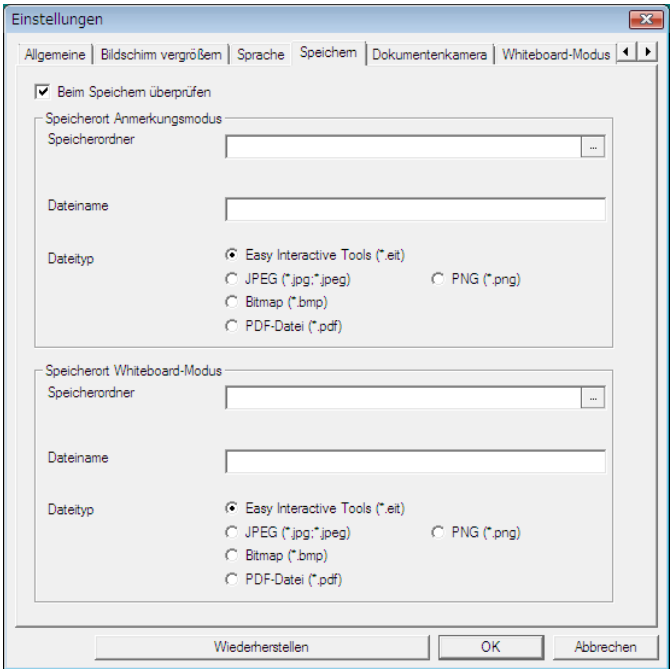 Einstellungen
Allgemeine Bildschirm vergrößern Sprache Speichern Dokumentenkamera Whiteboard-Modus
Beim Speichern überprüfen
Speicherort Anmerkungsmodus
Speicherordner ...
Dateiname
Dateityp Easy Interactive Tools (*.eit)
JPEG (*.jpg;*.jpeg) PNG (*.png)
Bitmap (*.bmp)
PDF-Datei (*.pdf)
Speicherort Whiteboard-Modus
Speicherordner ...
Dateiname
Dateityp Easy Interactive Tools (*.eit)
JPEG (*.jpg;*.jpeg) PNG (*.png)
Bitmap (*.bmp)
PDF-Datei (*.pdf)
Wiederherstellen OK Abbrechen